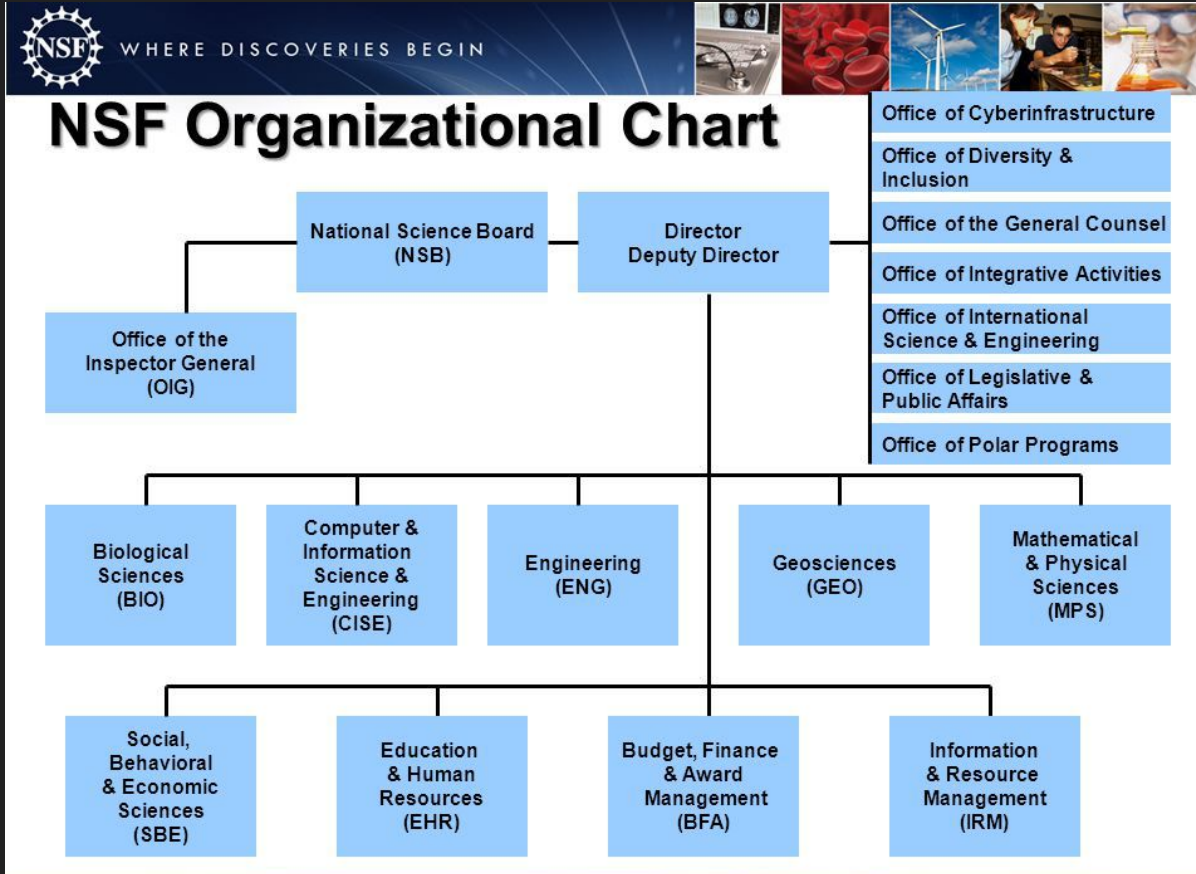 NSF WHERE DISCOVERIES BEGIN
NSF Organizational Chart
Office of Cyberinfrastructure
Office of Diversity &
Inclusion
Office of the General Counsel
Office of Integrative Activities
Office of International
Science & Engineering
Office of Legislative &
Public Affairs
Office of Polar Programs
National Science Board
(NSB)
Director
Deputy Director
Office of the
Inspector General
(OIG)
Biological
Sciences
(BIO)
Computer &
Information
Science &
Engineering
(CISE)
Engineering
(ENG)
Geosciences
(GEO)
Mathematical
& Physical
Sciences
(MPS)
Social,
Behavioral
& Economic
Sciences
(SBE)
Education
& Human
Resources
(EHR)
Budget, Finance
& Award
Management
(BFA)
Information
& Resource
Management
(IRM)